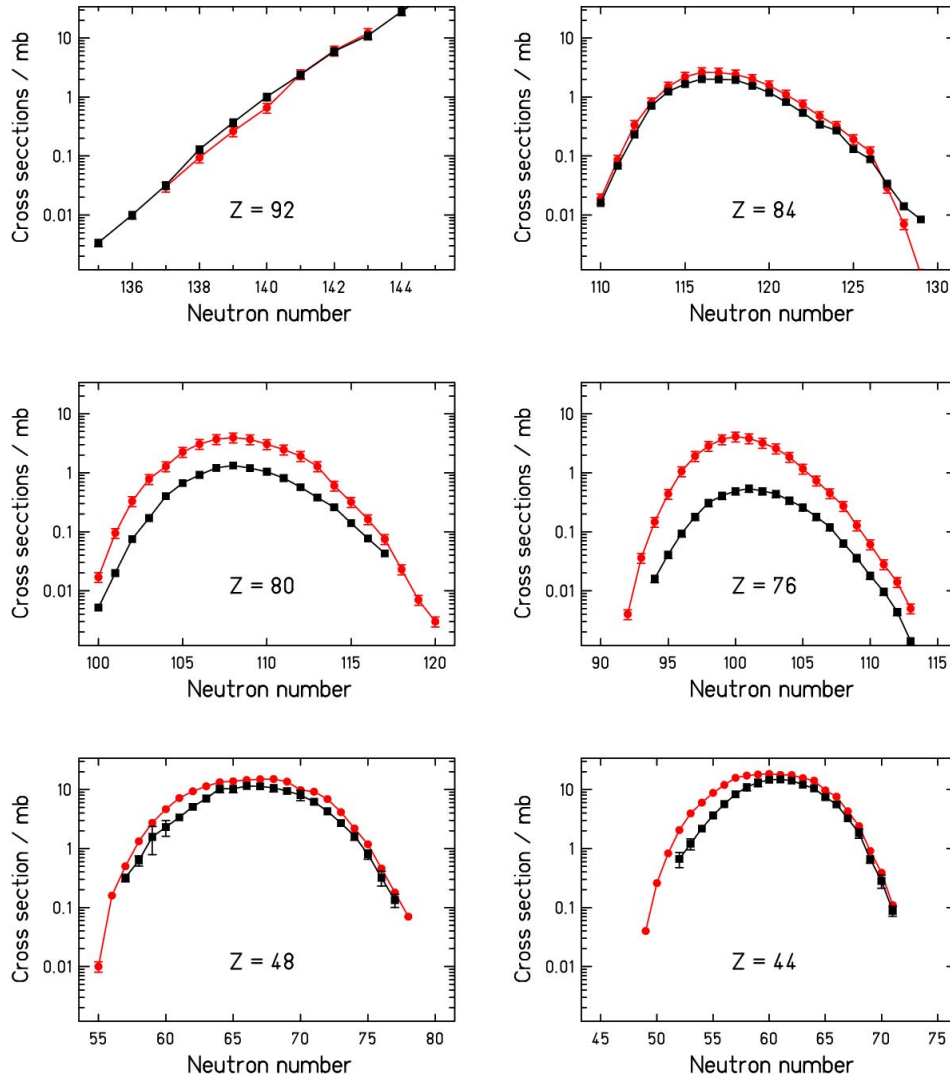 Cross secctions / mb
10
1
0.1
0.01
Z = 92
136 138 140 142 144
Neutron number
Cross secctions / mb
10
1
0.1
0.01
Z = 84
110 115 120 125 130
Neutron number
Cross secctions / mb
10
1
0.1
0.01
Z = 80
100 105 110 115 120
Neutron number
Cross secctions / mb
10
1
0.1
0.01
Z = 76
90 95 100 105 110 115
Neutron number
Cross section / mb
10
1
0.1
0.01
Z = 48
55 60 65 70 75 80
Neutron number
Cross section / mb
10
1
0.1
0.01
Z = 44
45 50 55 60 65 70 75
Neutron number